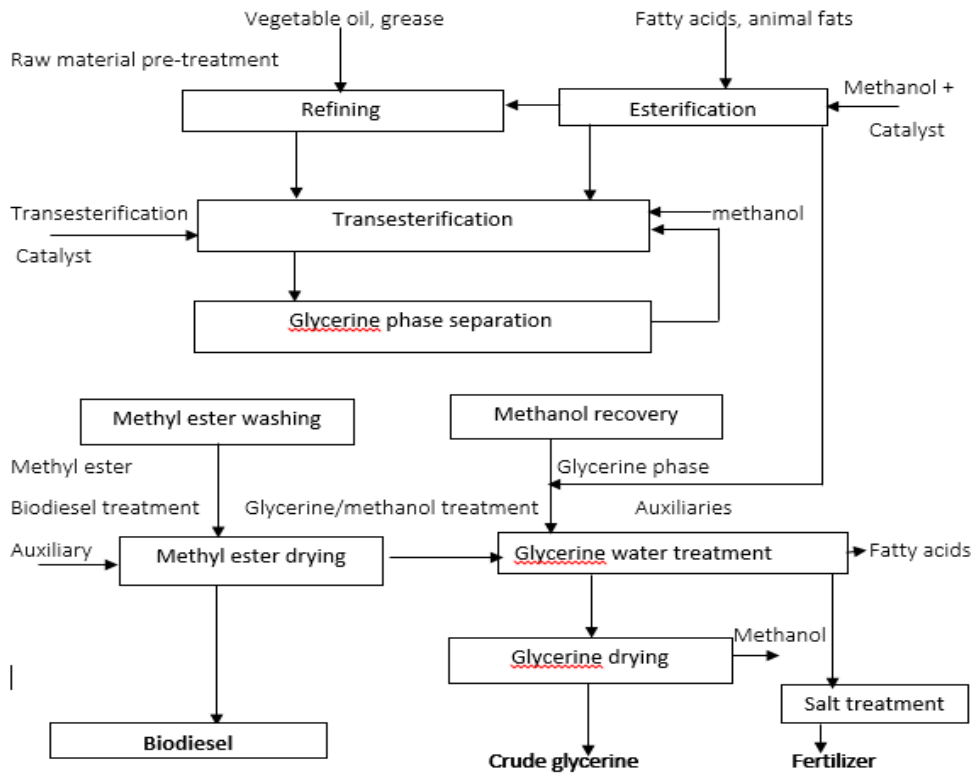 Vegetable oil, grease
Fatty acids, animal fats
Raw material pre-treatment
Methanol +
Refining
Esterification
Catalyst
Transesterification
Transesterification
methanol
Catalyst
Glycerine phase separation
Methyl ester washing
Methanol recovery
Methyl ester
Glycerine phase
Biodiesel treatment
Glycerine/methanol treatment
Auxiliaries
Auxiliary
Methyl ester drying
Glycerine water treatment
Fatty acids
Methanol
Glycerine drying
Salt treatment
Biodiesel
Crude glycerine
Fertilizer